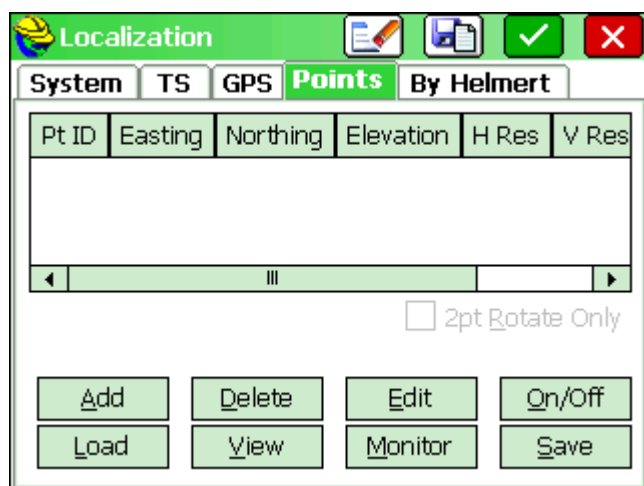 Localization
System TS GPS Points By Helmert
Pt ID Easting Northing Elevation H Res V Res
2pt Rotate Only
Add Delete Edit On/Off
Load View Monitor Save